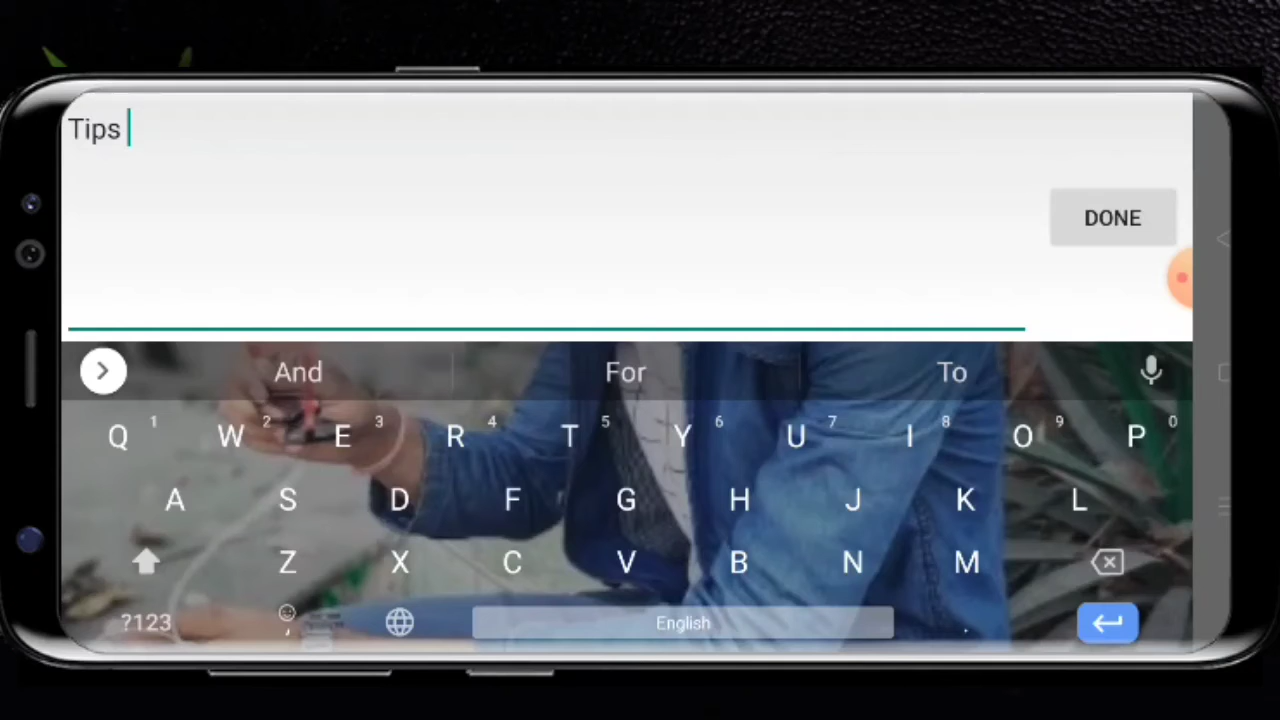 Tips
DONE
And For To
Q 1 W 2 E 3 R 4 T 5 Y 6 U 7 I 8 O 9 P 0
A S D F G H J K L
Z X C V B N M
?123 , English .